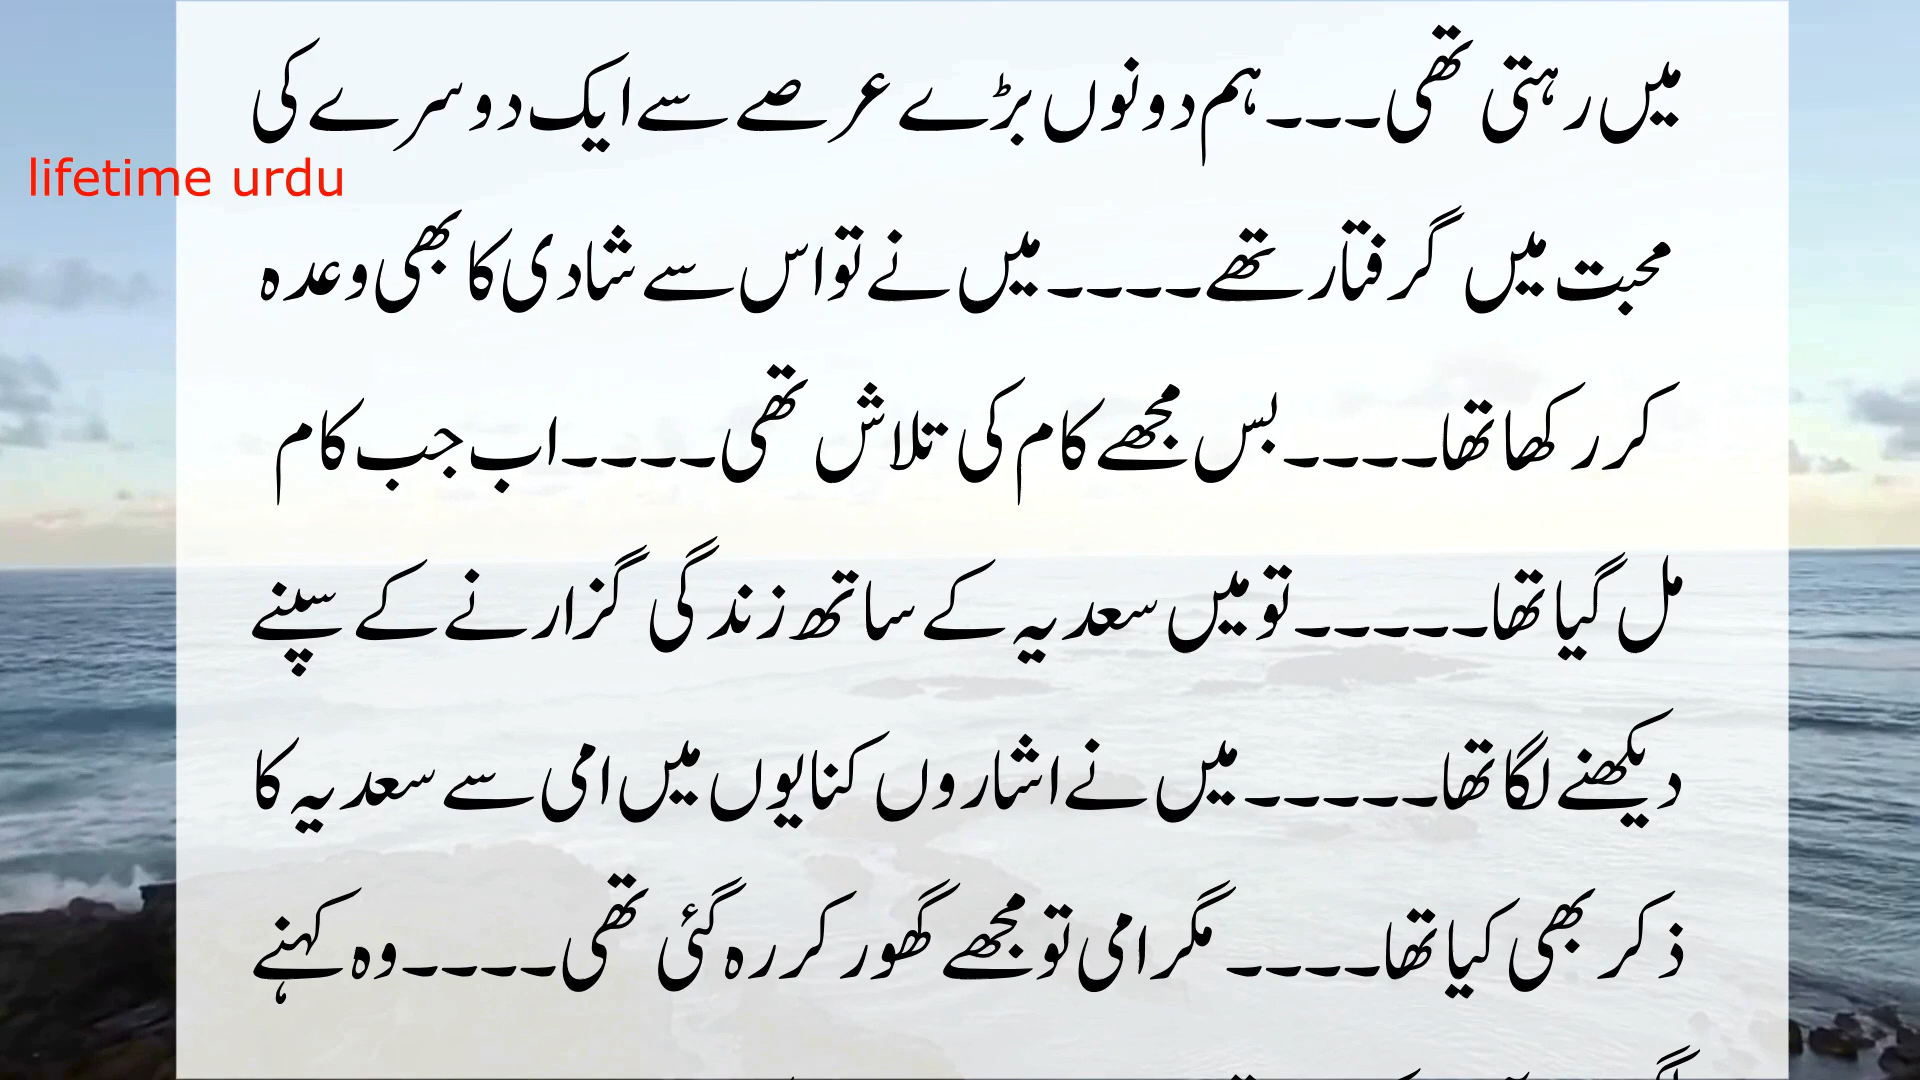 میں رہتی تھی۔۔۔ہم دونوں بڑے عرصے سے ایک دوسرے کی
lifetime urdu
محبت میں گرفتار تھے۔۔۔۔میں نے تو اس سے شادی کا بھی وعدہ
کر رکھا تھا۔۔۔۔بس مجھے کام کی تلاش تھی۔۔۔۔اب جب کام
مل گیا تھا۔۔۔۔۔تو میں سعدیہ کے ساتھ زندگی گزارنے کے سپنے
دیکھنے لگا تھا۔۔۔۔۔میں نے اشاروں کنایوں میں امی سے سعدیہ کا
ذکر بھی کیا تھا۔۔۔۔مگر امی تو مجھے گھور کر رہ گئی تھی۔۔۔۔وہ کہنے